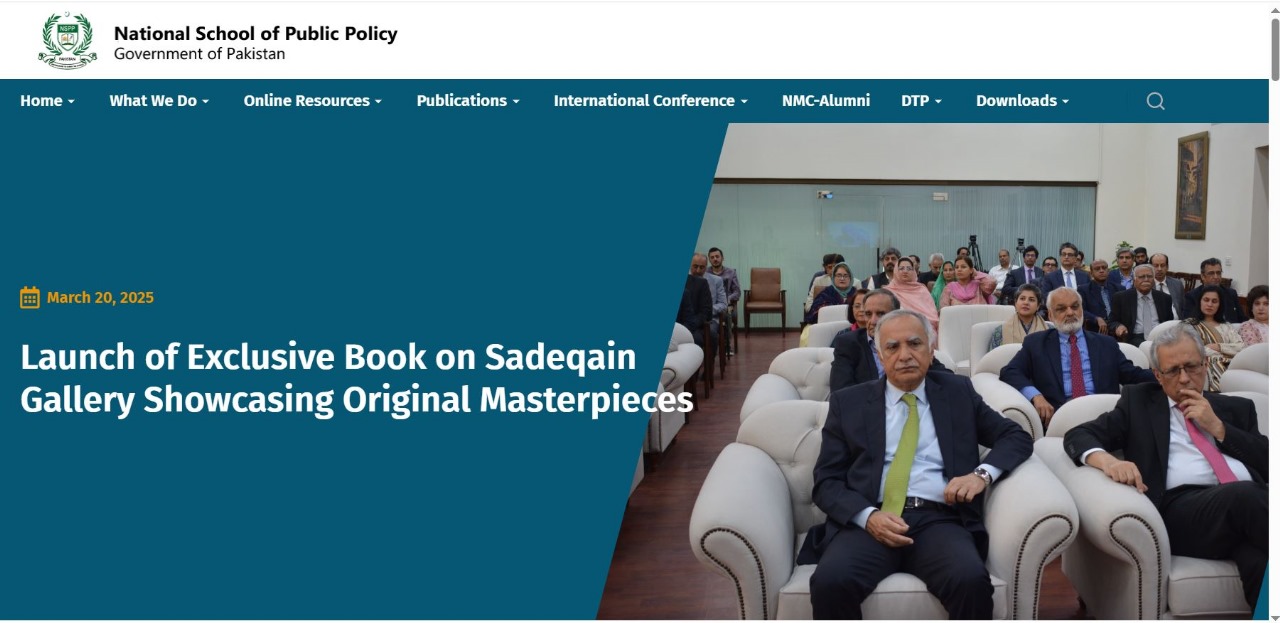 NSPP
PAKISTAN
National School of Public Policy
Government of Pakistan
Home
What We Do
Online Resources
Publications
International Conference
NMC-Alumni
DTP
Downloads
March 20, 2025
Launch of Exclusive Book on Sadeqain
Gallery Showcasing Original Masterpieces